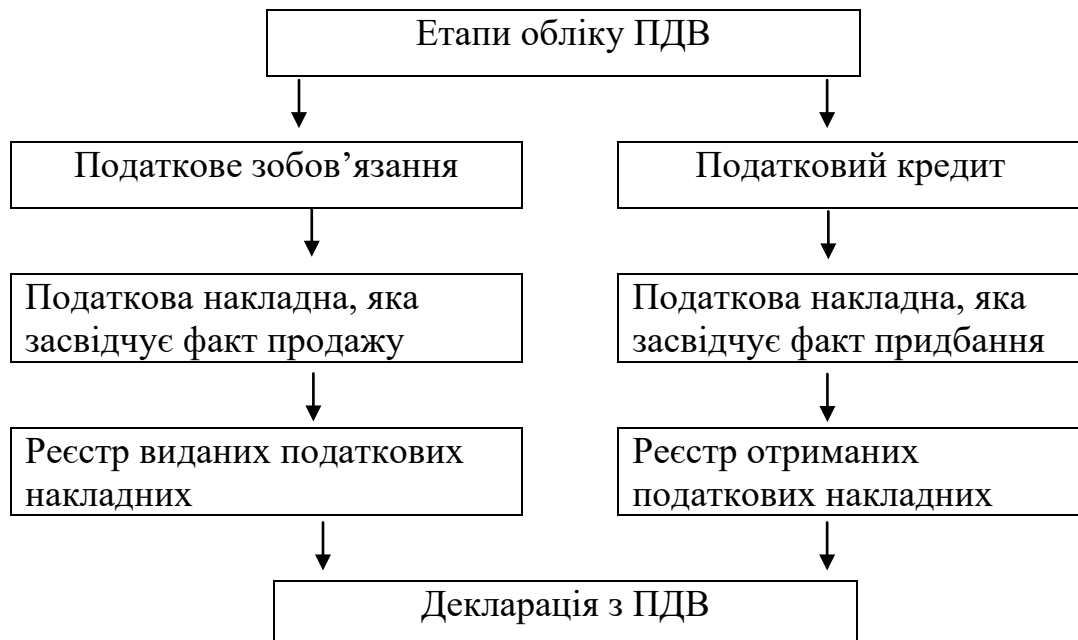 Етапи обліку ПДВ
Податкове зобов’язання
Податковий кредит
Податкова накладна, яка
засвідчує факт продажу
Податкова накладна, яка
засвідчує факт придбання
Реєстр виданих податкових
накладних
Реєстр отриманих
податкових накладних
Декларація з ПДВ